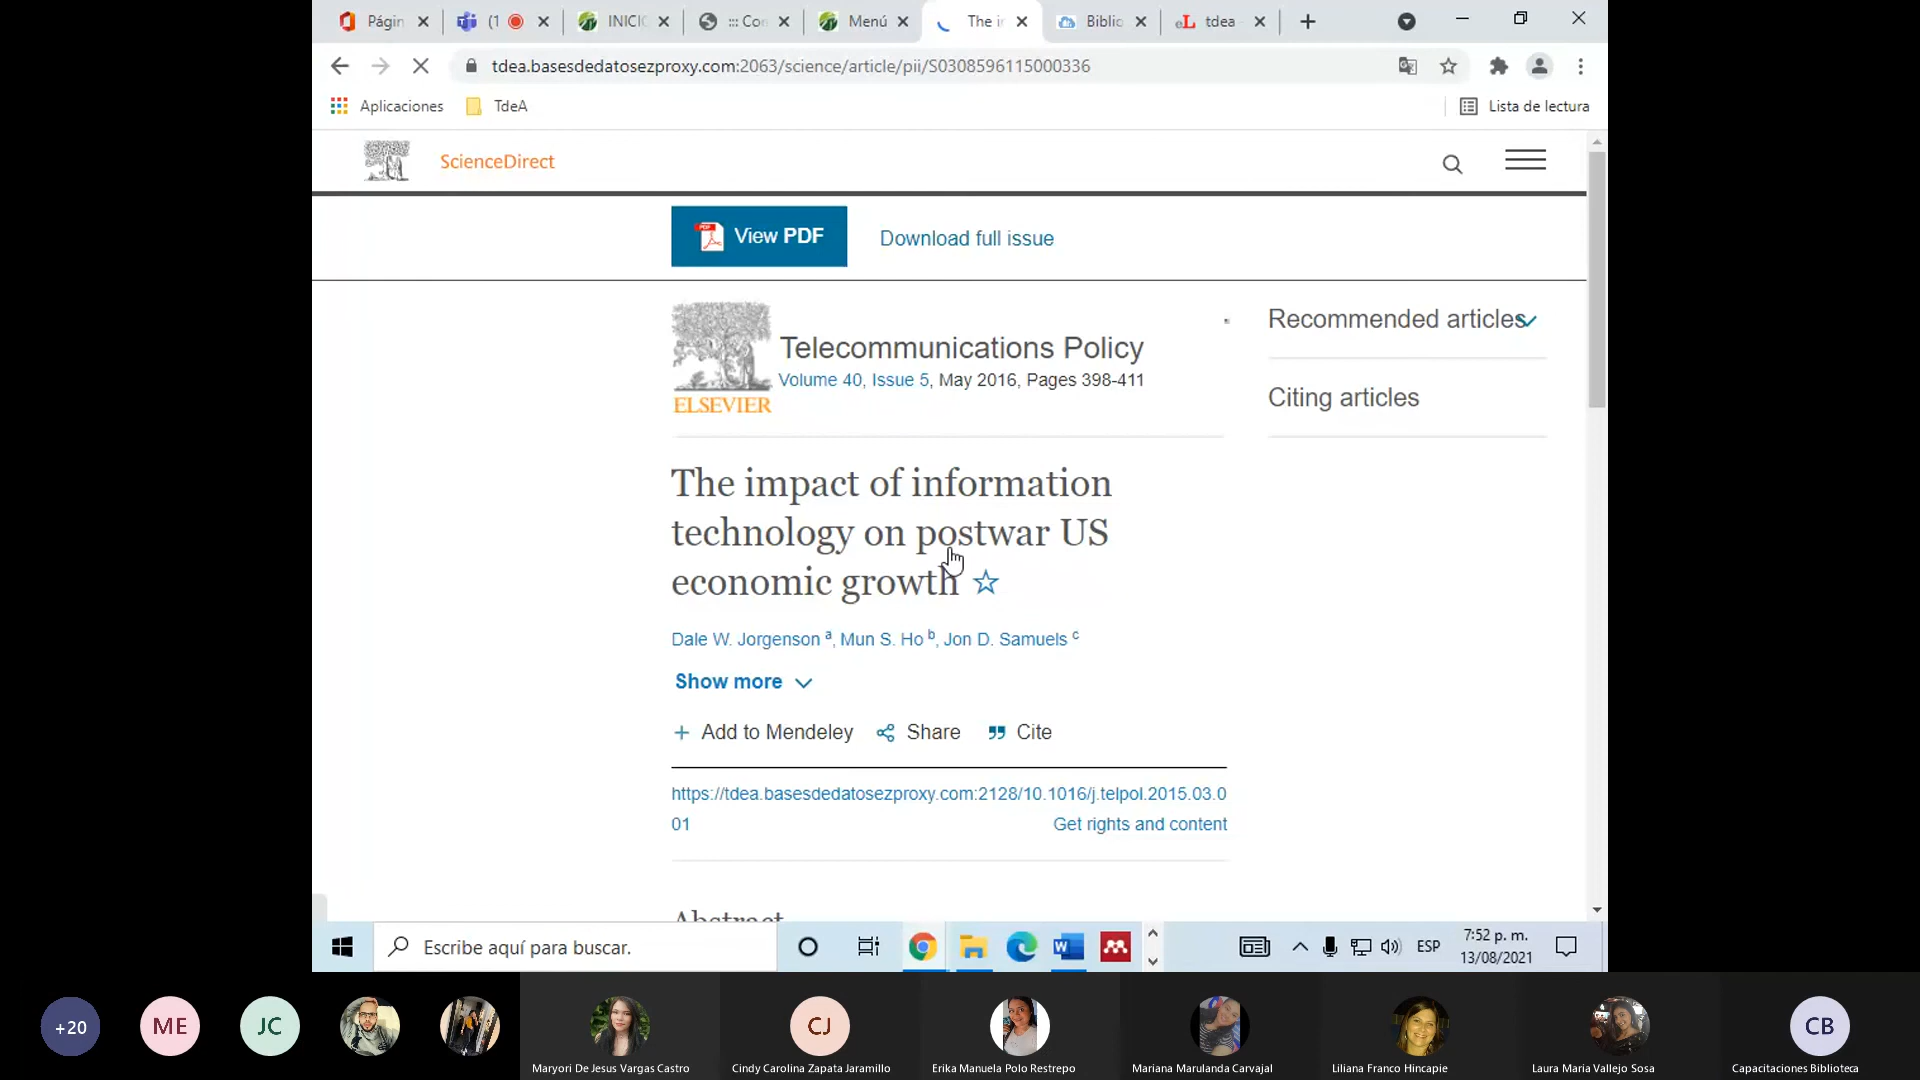 Págin
(1
INICI
::: Co
Menú
The i
Biblio
eL tdea
tdea.basesdedatosezproxy.com:2063/science/article/pii/S0308596115000336
Aplicaciones
TdeA
Lista de lectura
ScienceDirect
View PDF
Download full issue
ELSEVIER
Telecommunications Policy
Volume 40, Issue 5, May 2016, Pages 398-411
Recommended articles
Citing articles
The impact of information
technology on postwar US
economic growth ☆
Dale W. Jorgenson a, Mun S. Ho b, Jon D. Samuels c
Show more
+ Add to Mendeley
Share
Cite
https://tdea.basesdedatosezproxy.com:2128/10.1016/j.telpol.2015.03.0
01
Get rights and content
Abstract
Escribe aquí para buscar.
ESP
7:52 p. m.
13/08/2021
+20
ME
JC
CJ
CB
Maryori De Jesus Vargas Castro
Cindy Carolina Zapata Jaramillo
Erika Manuela Polo Restrepo
Mariana Marulanda Carvajal
Liliana Franco Hincapie
Laura Maria Vallejo Sosa
Capacitaciones Biblioteca